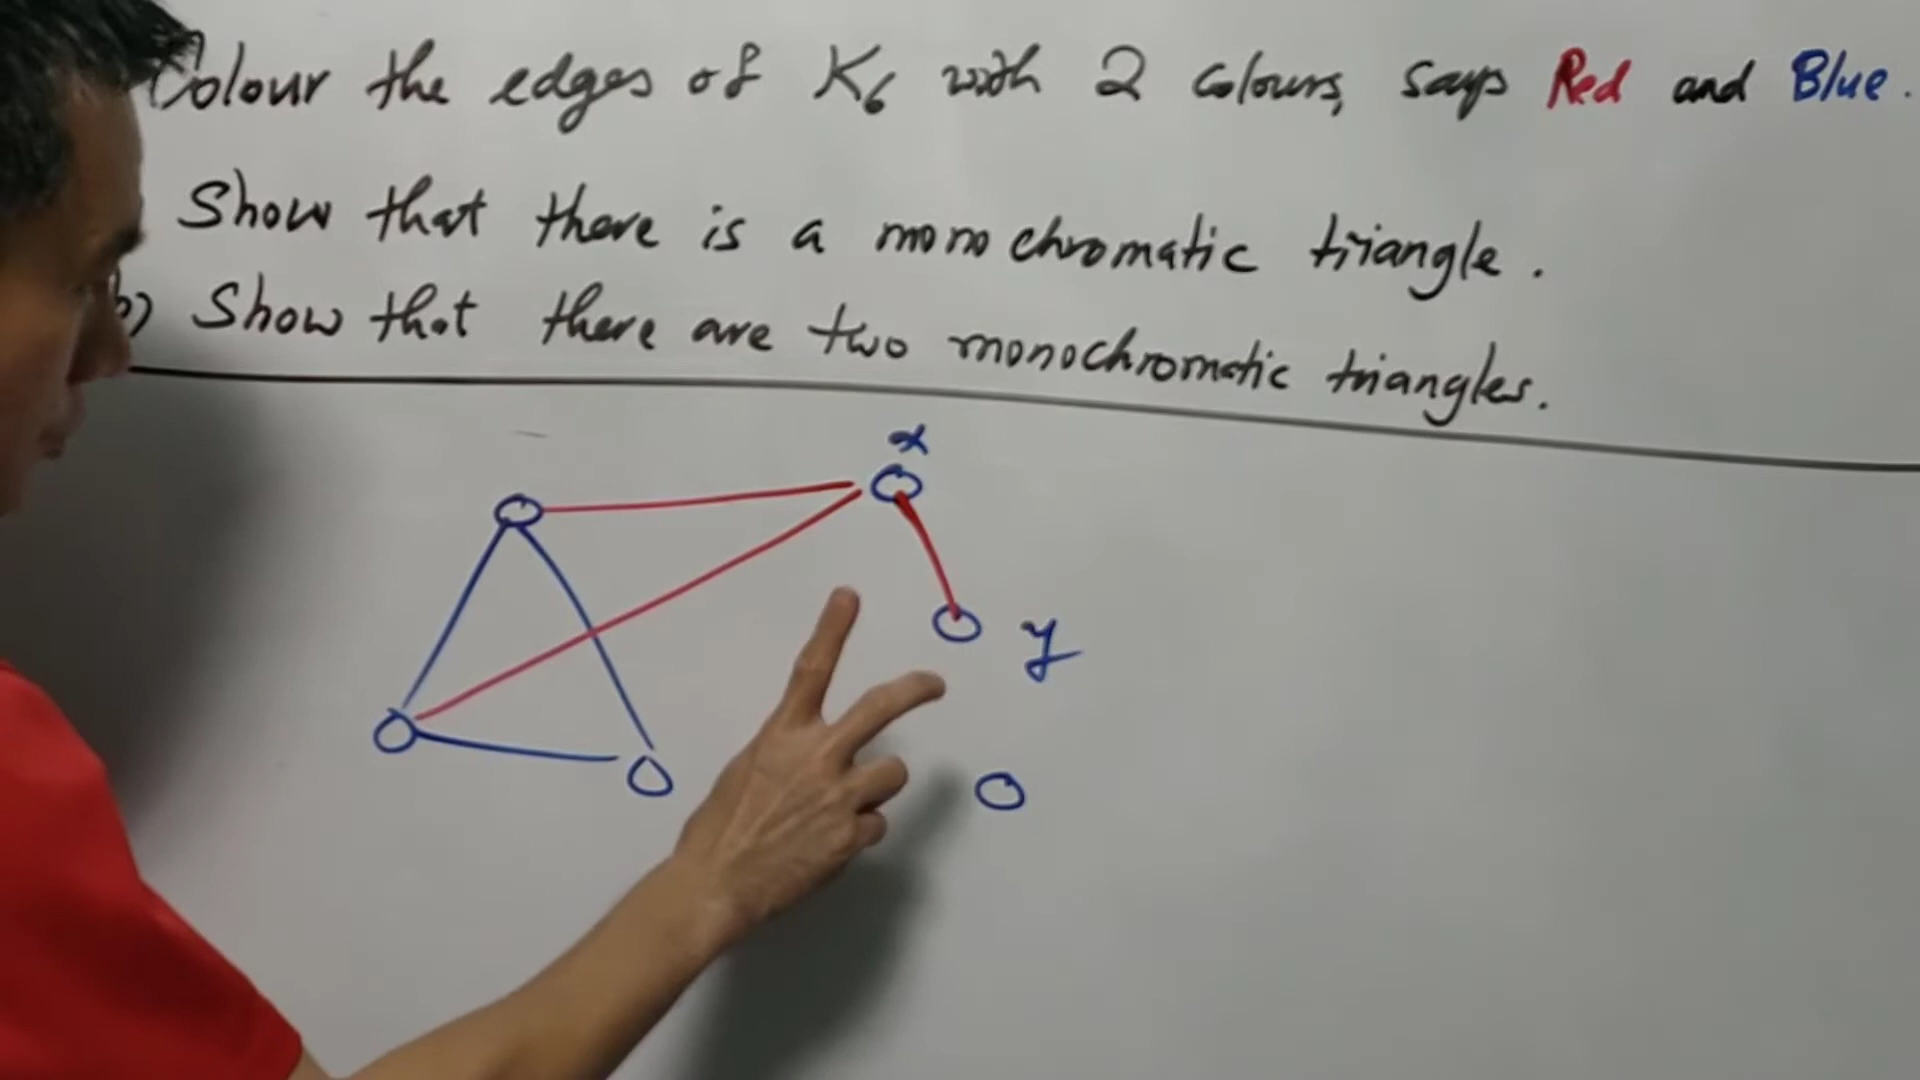 Colour the edges of K6 with 2 colours, says Red and Blue.
Show that there is a monochromatic triangle.
b) Show that there are two monochromatic triangles.
x
y